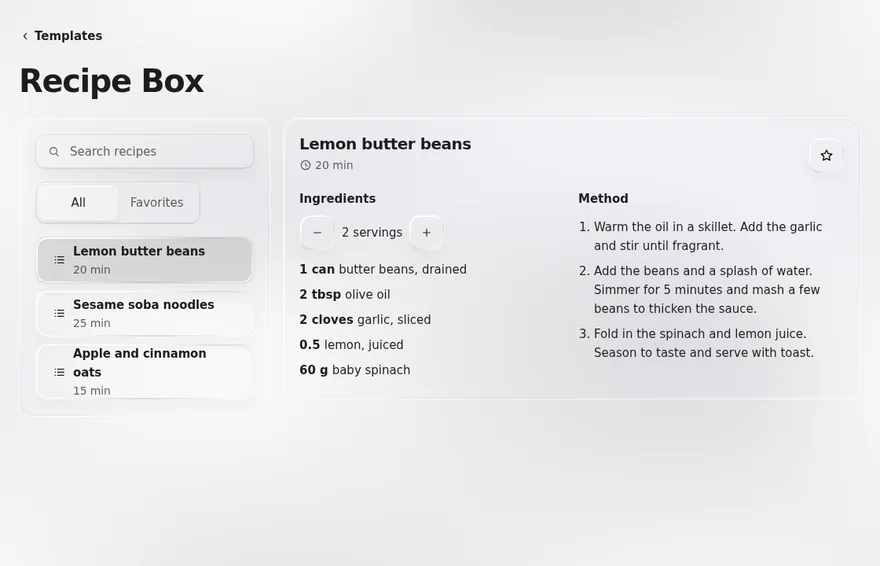 Templates
Recipe Box
Search recipes
All Favorites
Lemon butter beans
20 min
Sesame soba noodles
25 min
Apple and cinnamon
oats
15 min
Lemon butter beans
20 min
Ingredients
− 2 servings +
1 can butter beans, drained
2 tbsp olive oil
2 cloves garlic, sliced
0.5 lemon, juiced
60 g baby spinach
Method
1. Warm the oil in a skillet. Add the garlic
and stir until fragrant.
2. Add the beans and a splash of water.
Simmer for 5 minutes and mash a few
beans to thicken the sauce.
3. Fold in the spinach and lemon juice.
Season to taste and serve with toast.